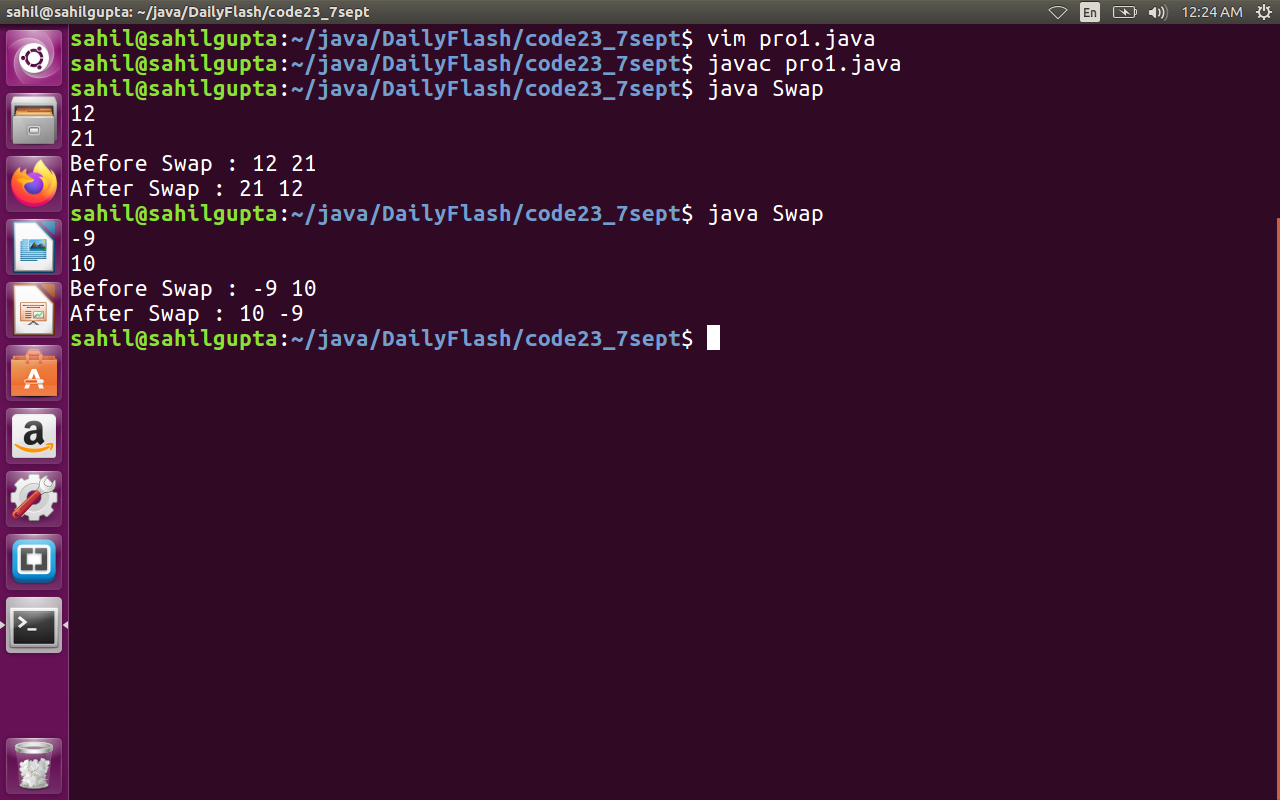 sahil@sahilgupta: ~/java/DailyFlash/code23_7sept En 12:24 AM
sahil@sahilgupta:~/java/DailyFlash/code23_7sept$ vim pro1.java
sahil@sahilgupta:~/java/DailyFlash/code23_7sept$ javac pro1.java
sahil@sahilgupta:~/java/DailyFlash/code23_7sept$ java Swap
12
21
Before Swap : 12 21
After Swap : 21 12
sahil@sahilgupta:~/java/DailyFlash/code23_7sept$ java Swap
-9
10
Before Swap : -9 10
After Swap : 10 -9
sahil@sahilgupta:~/java/DailyFlash/code23_7sept$